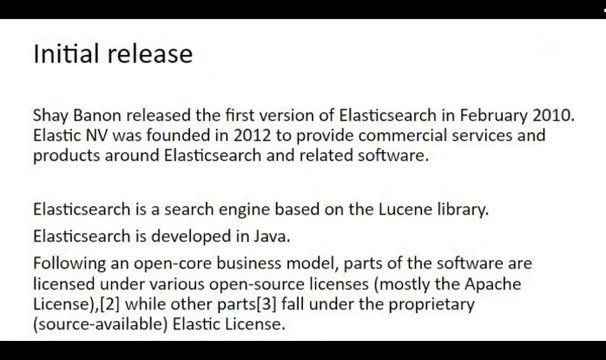 Initial release
Shay Banon released the first version of Elasticsearch in February 2010.
Elastic NV was founded in 2012 to provide commercial services and
products around Elasticsearch and related software.
Elasticsearch is a search engine based on the Lucene library.
Elasticsearch is developed in Java.
Following an open-core business model, parts of the software are
licensed under various open-source licenses (mostly the Apache
License),[2] while other parts[3] fall under the proprietary
(source-available) Elastic License.